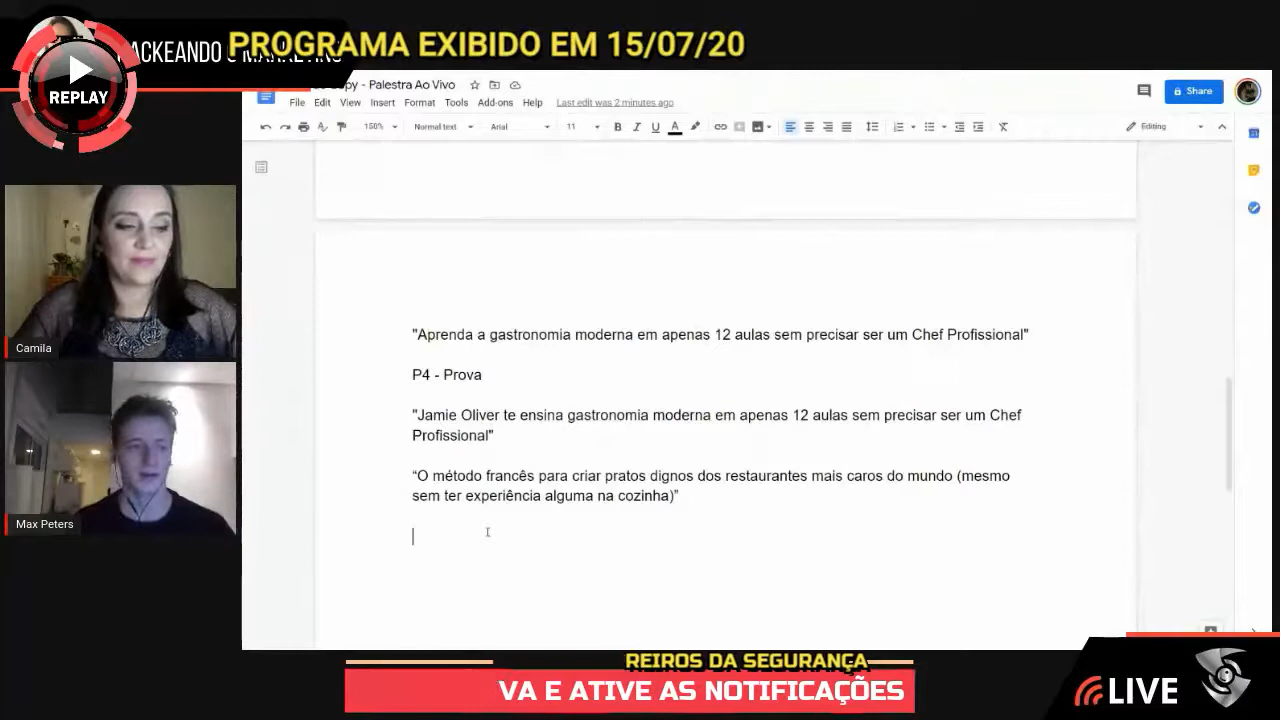 PROGRAMA EXIBIDO EM 15/07/20
REPLAY
- Palestra Ao Vivo
File Edit View Insert Format Tools Add-ons Help Last edit was 2 minutes ago
Share
150% Normal text Arial 11 B I U A Editing
"Aprenda a gastronomia moderna em apenas 12 aulas sem precisar ser um Chef Profissional"
P4 - Prova
"Jamie Oliver te ensina gastronomia moderna em apenas 12 aulas sem precisar ser um Chef
Profissional"
“O método francês para criar pratos dignos dos restaurantes mais caros do mundo (mesmo
sem ter experiência alguma na cozinha)”
Camila
Max Peters
REIROS DA SEGURANÇA
VA E ATIVE AS NOTIFICAÇÕES
LIVE